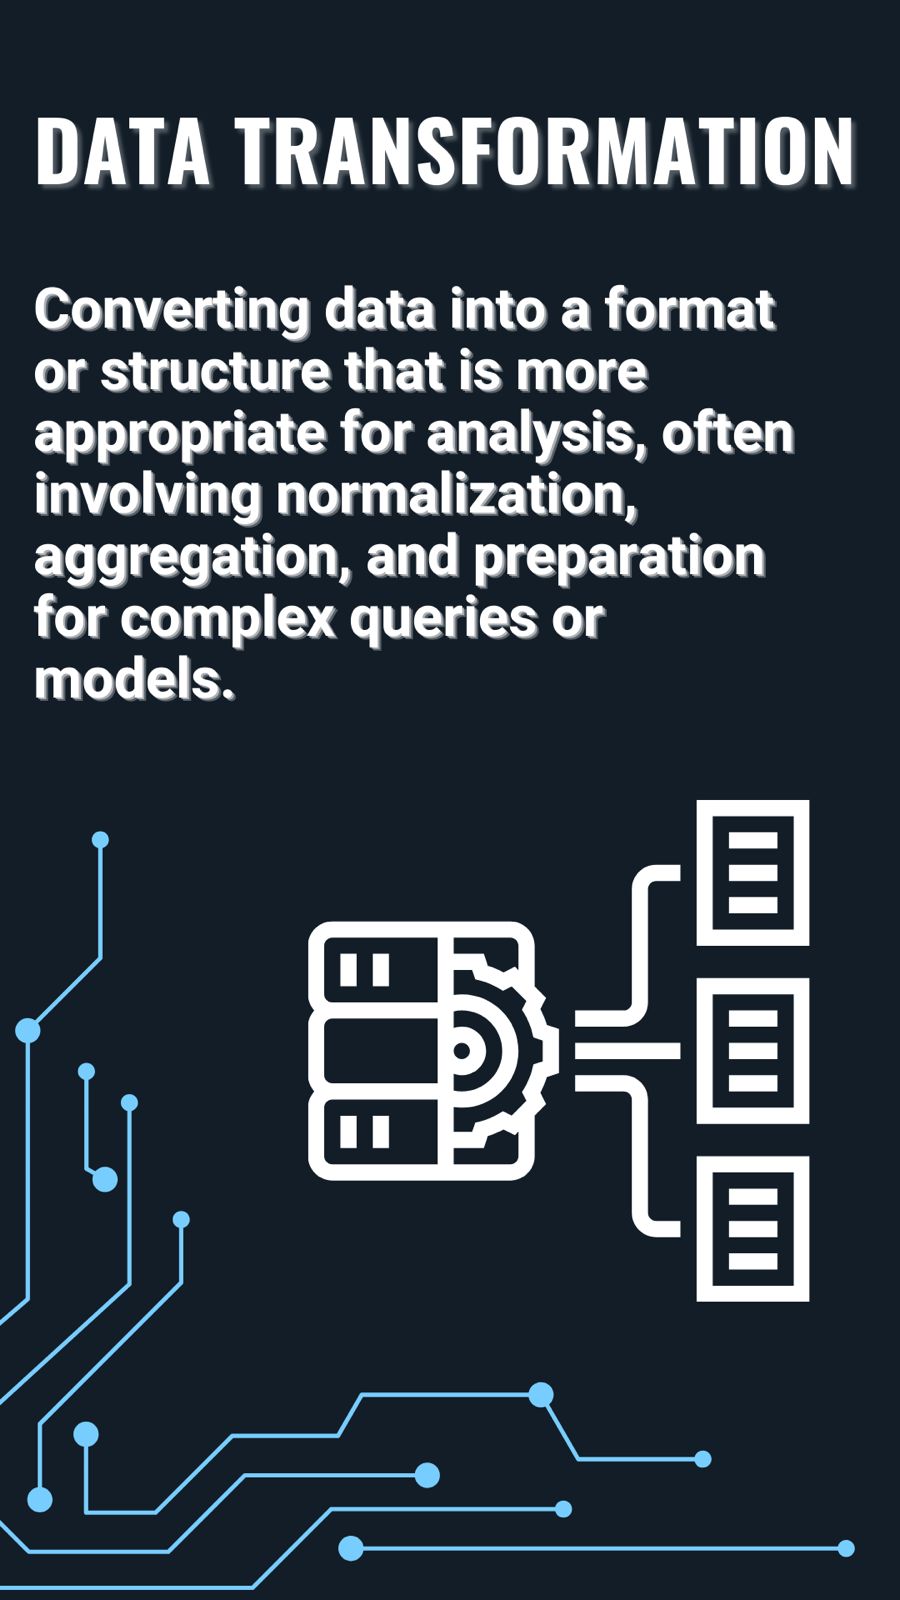 DATA TRANSFORMATION
Converting data into a format
or structure that is more
appropriate for analysis, often
involving normalization,
aggregation, and preparation
for complex queries or
models.